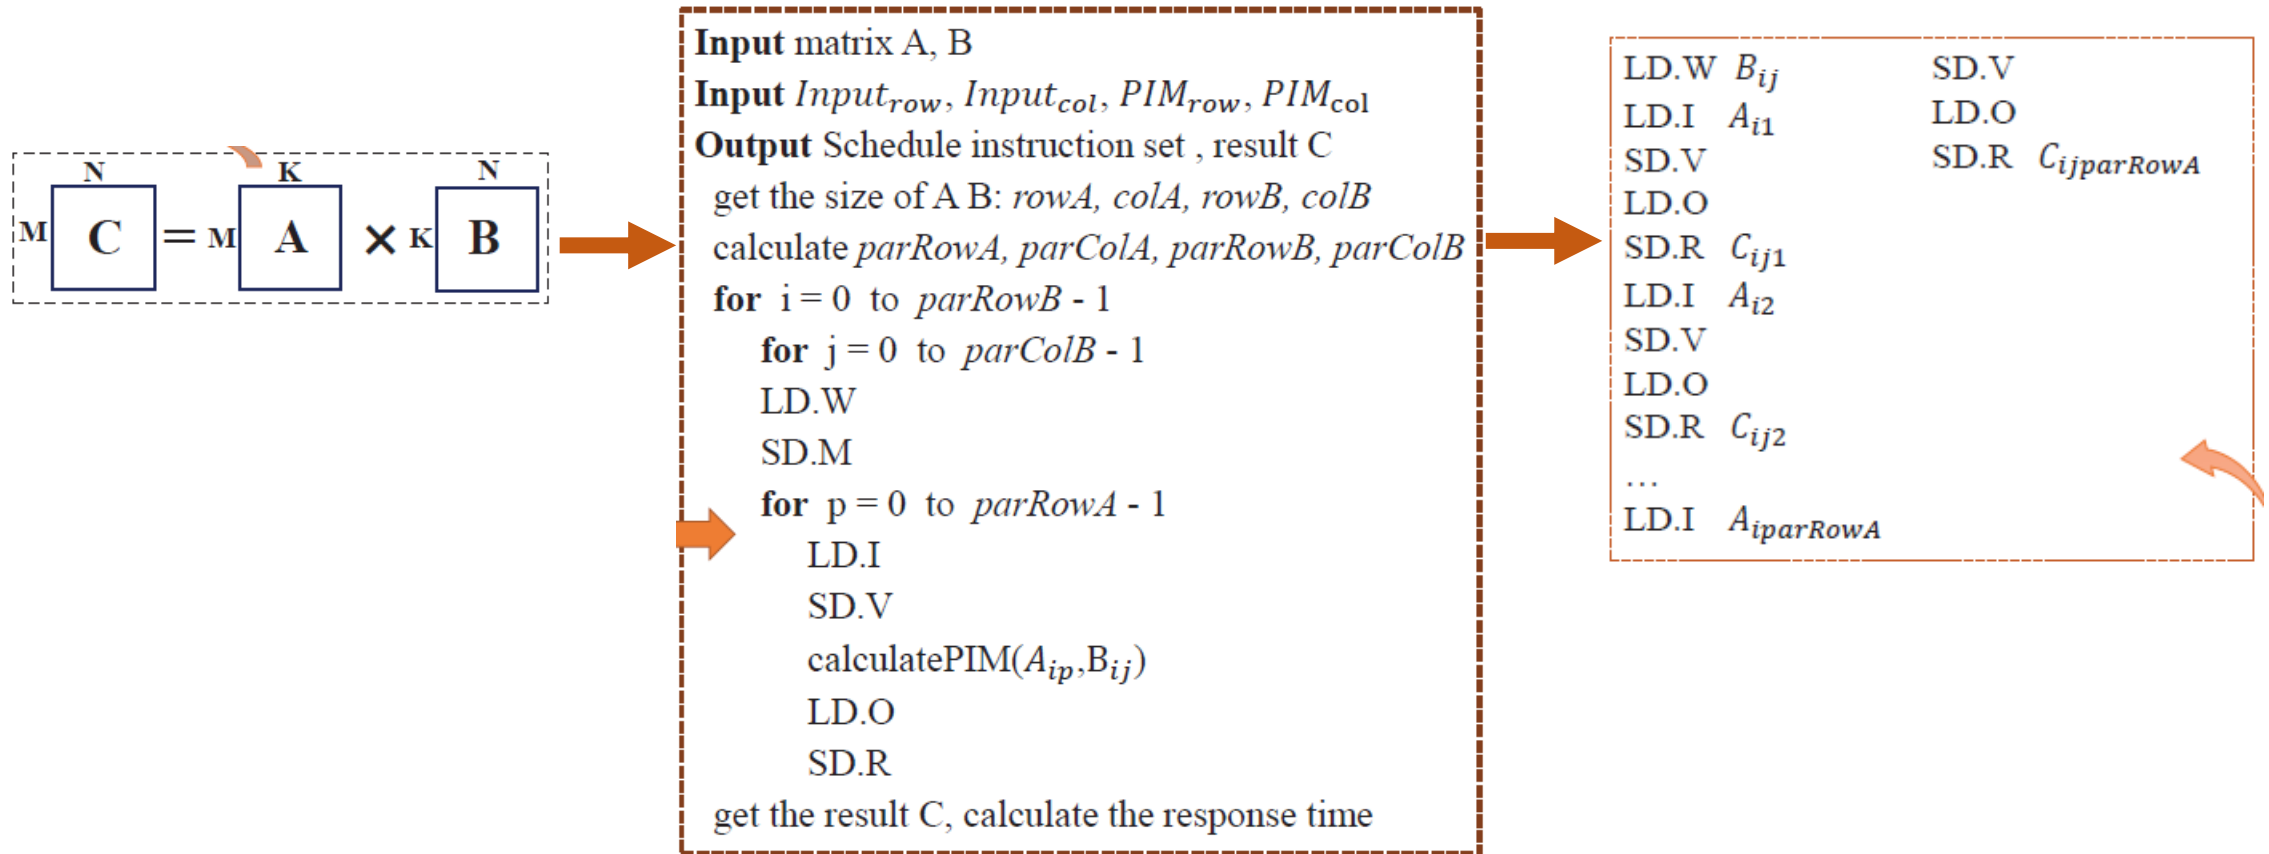 N K N
M C = M A × K B
Input matrix A, B
Input Input_row, Input_col, PIM_row, PIM_col
Output Schedule instruction set , result C
get the size of A B: rowA, colA, rowB, colB
calculate parRowA, parColA, parRowB, parColB
for i = 0 to parRowB - 1
for j = 0 to parColB - 1
LD.W
SD.M
for p = 0 to parRowA - 1
LD.I
SD.V
calculatePIM(A_ip,B_ij)
LD.O
SD.R
get the result C, calculate the response time
LD.W B_ij
LD.I A_i1
SD.V
LD.O
SD.R C_ij1
LD.I A_i2
SD.V
LD.O
SD.R C_ij2
...
LD.I A_iparRowA
SD.V
LD.O
SD.R C_ijparRowA